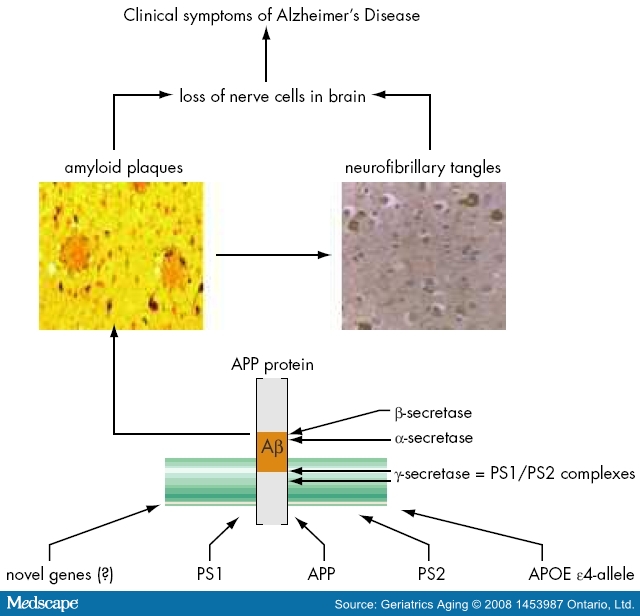 Clinical symptoms of Alzheimer's Disease
loss of nerve cells in brain
amyloid plaques
neurofibrillary tangles
APP protein
β-secretase
Aβ
α-secretase
γ-secretase = PS1/PS2 complexes
novel genes (?)
PS1
APP
PS2
APOE ε4-allele
Medscape
Source: Geriatrics Aging © 2008 1453987 Ontario, Ltd.